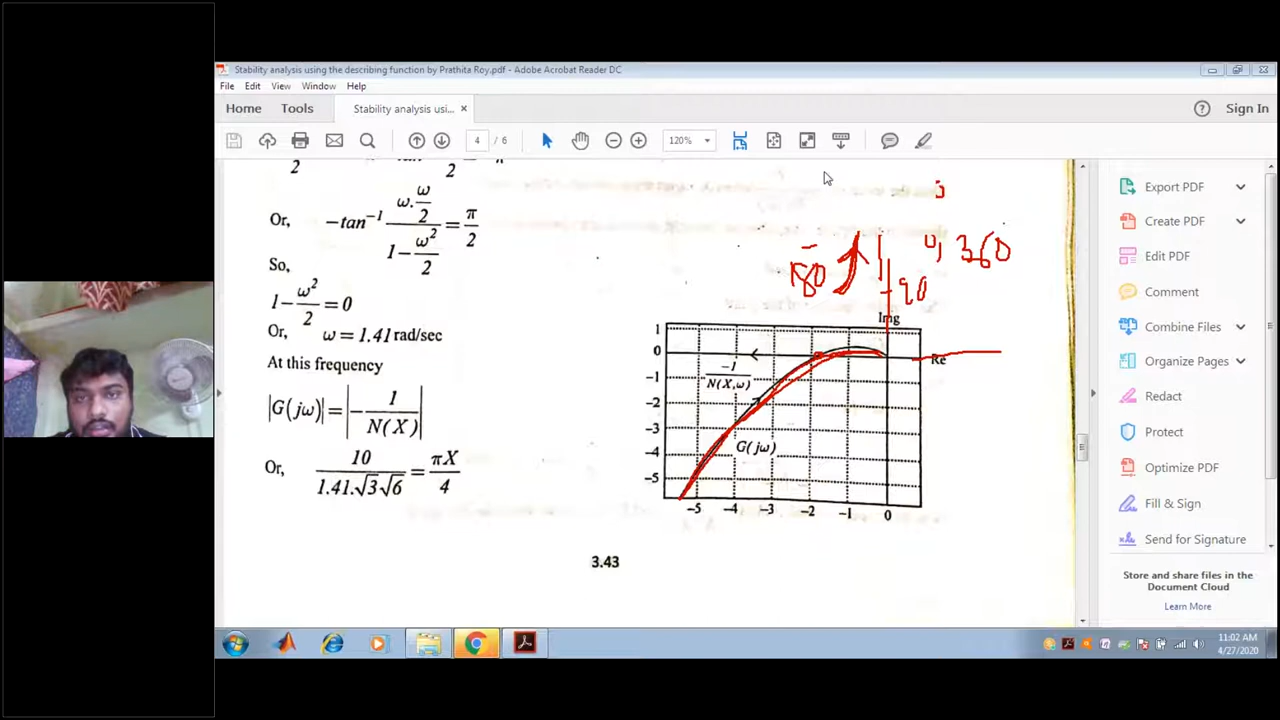 Stability analysis using the describing function by Prathita Roy.pdf - Adobe Acrobat Reader DC
File Edit View Window Help
Home Tools Stability analysis usi... × Sign In
4 / 6 120%
Or, -tan⁻¹ (ω.ω/2)/(1-ω²/2) = π/2
So,
1-ω²/2=0
Or, ω = 1.41 rad/sec
At this frequency
|G(jω)| = |-1/N(X)|
Or, 10/(1.41.√3√6) = πX/4
-180 0, 360
-90
Img
1
0 Re
-1 -1/N(X,ω)
-2
-3
-4 G(jω)
-5
-5 -4 -3 -2 -1 0
3.43
Export PDF
Create PDF
Edit PDF
Comment
Combine Files
Organize Pages
Redact
Protect
Optimize PDF
Fill & Sign
Send for Signature
Store and share files in the
Document Cloud
Learn More
11:02 AM
4/27/2020